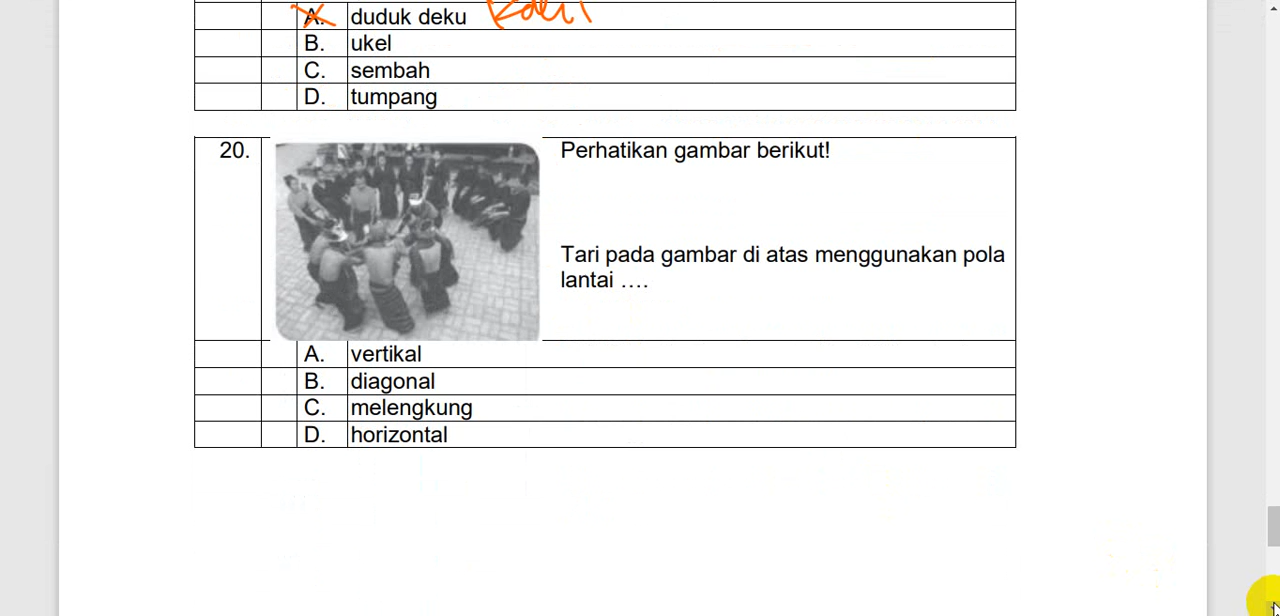 A. duduk deku kaki
B. ukel
C. sembah
D. tumpang
20. Perhatikan gambar berikut!
Tari pada gambar di atas menggunakan pola
lantai ….
A. vertikal
B. diagonal
C. melengkung
D. horizontal